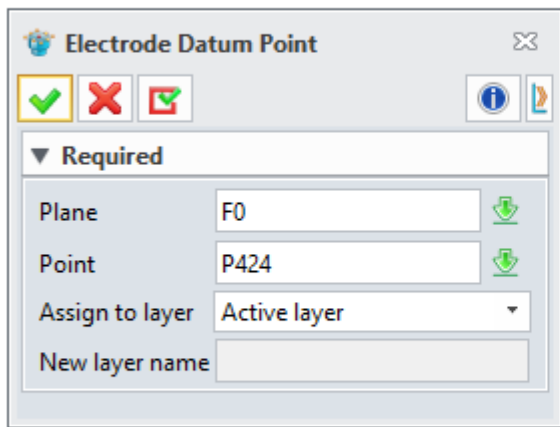 Electrode Datum Point
Required
Plane F0
Point P424
Assign to layer Active layer
New layer name